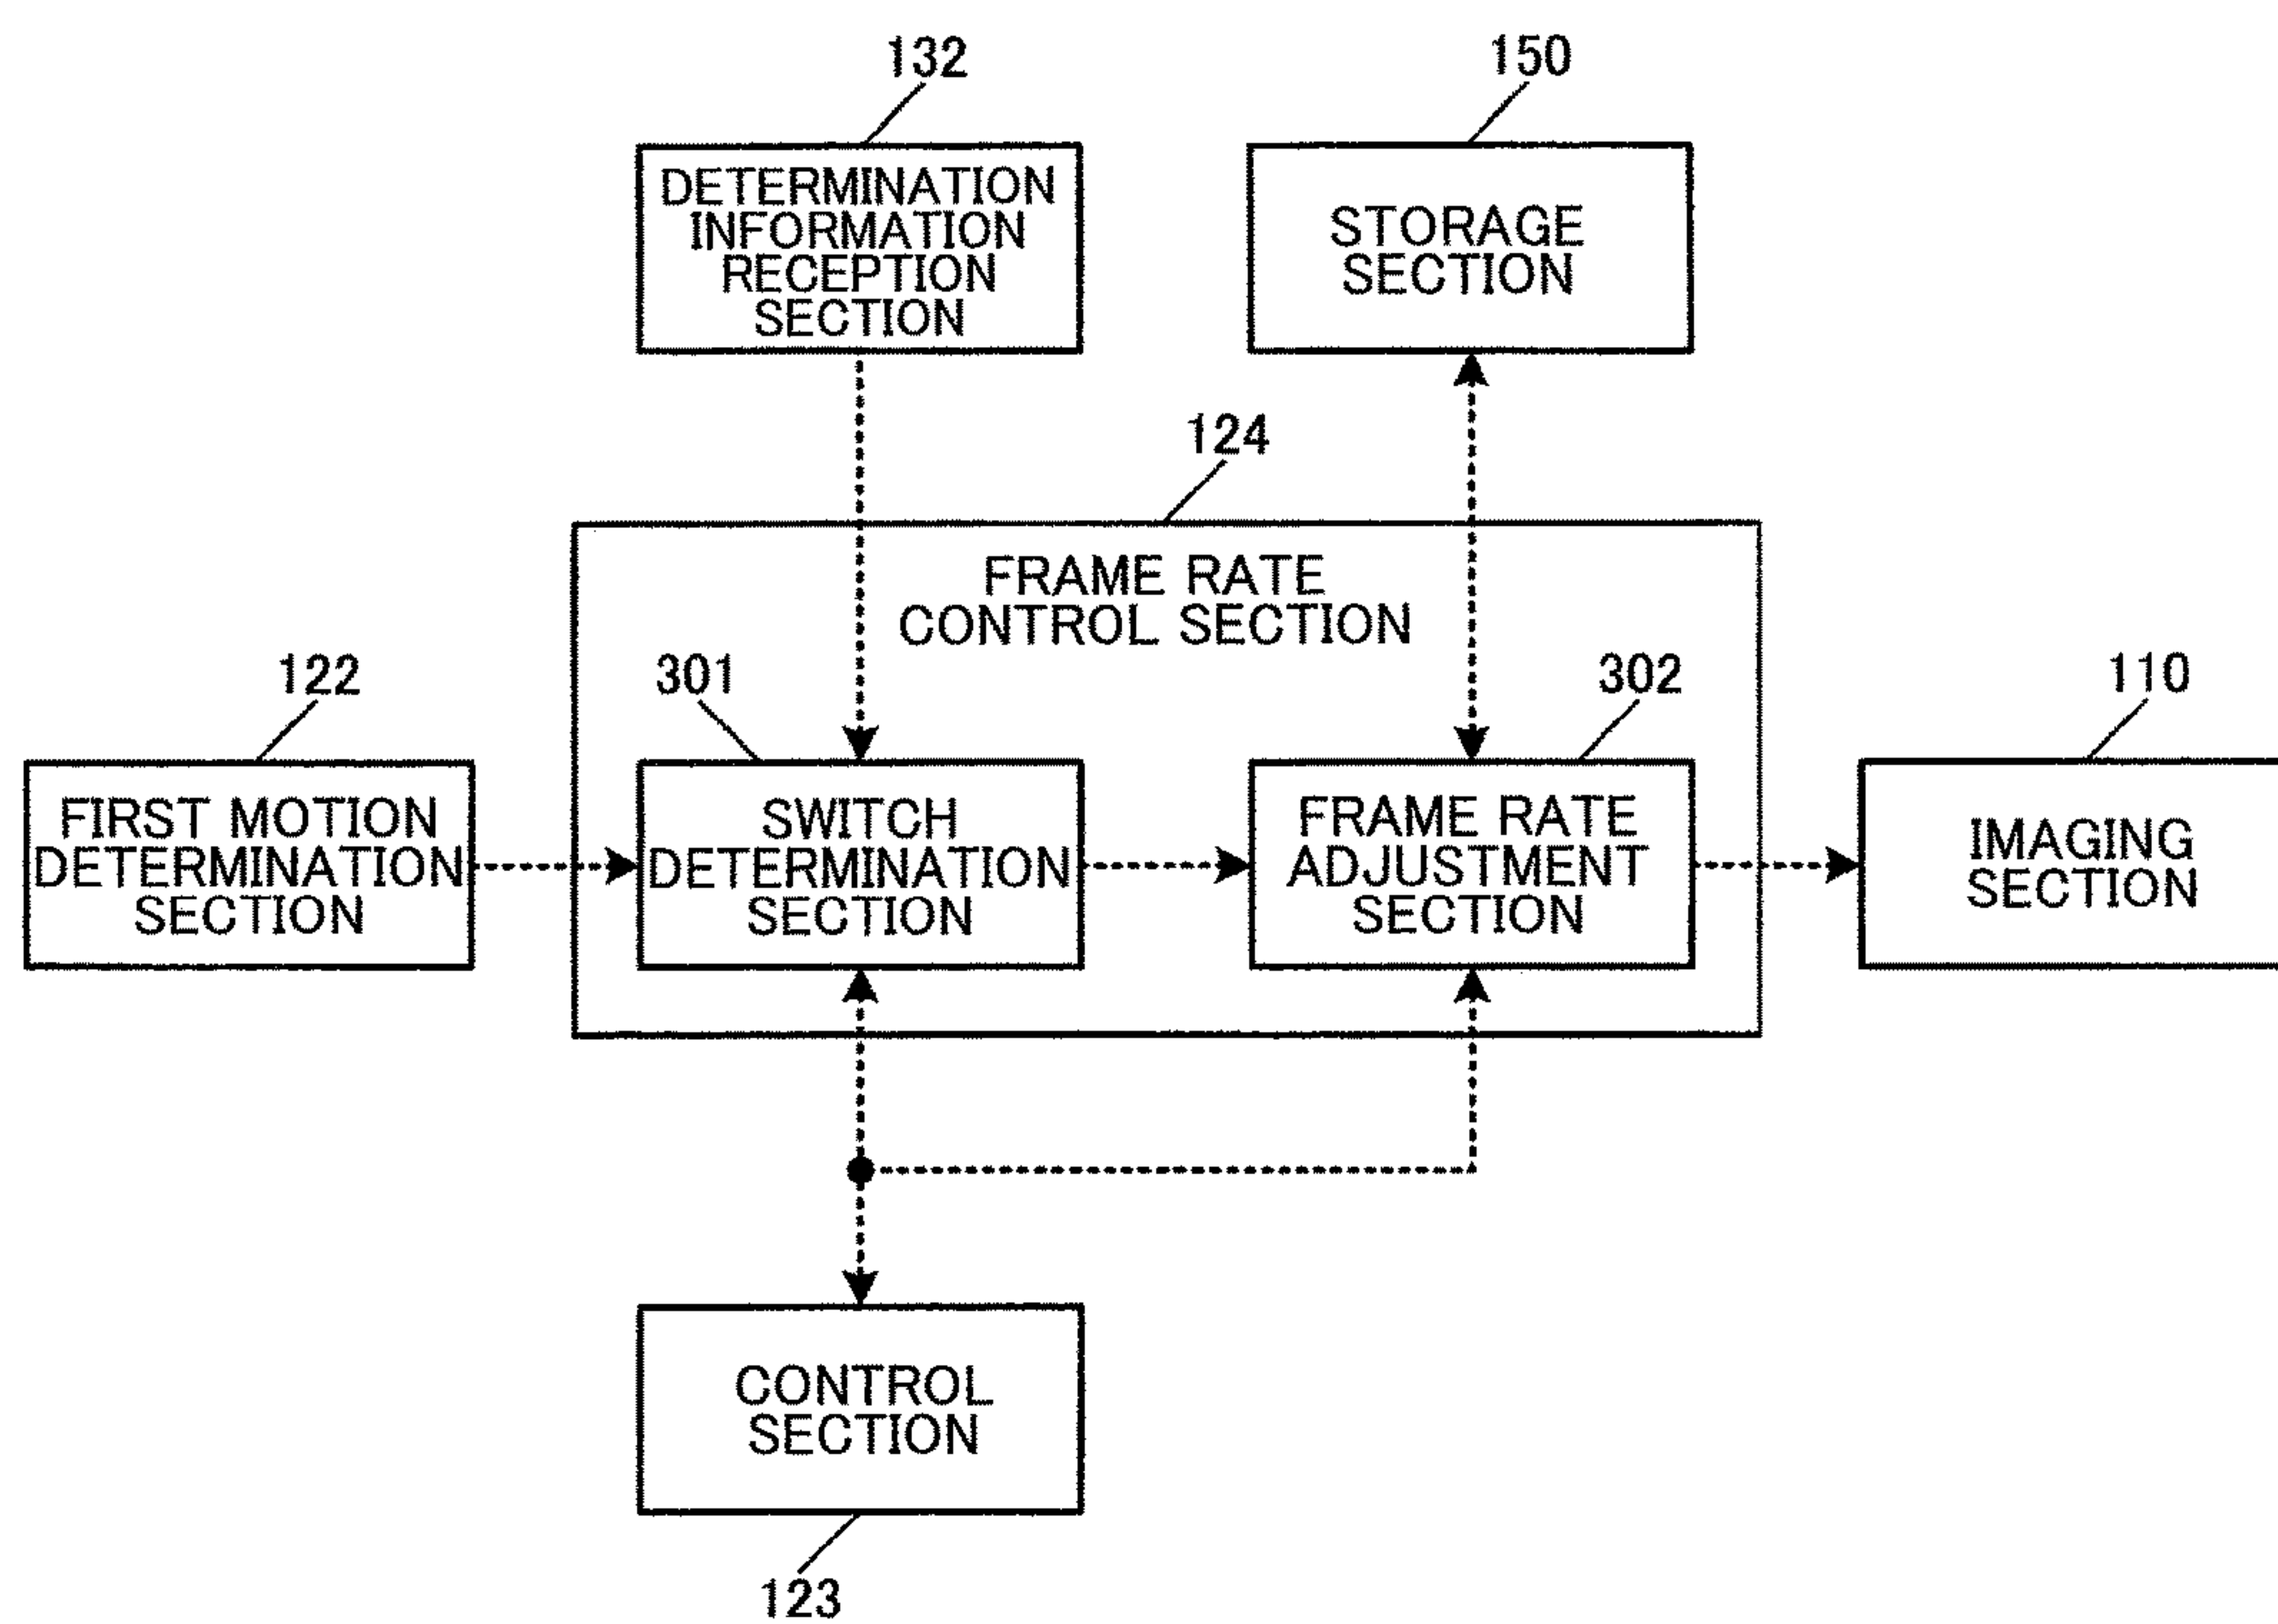 132
150
DETERMINATION
INFORMATION
RECEPTION
SECTION
STORAGE
SECTION
124
FRAME RATE
CONTROL SECTION
122
301
302
110
FIRST MOTION
DETERMINATION
SECTION
SWITCH
DETERMINATION
SECTION
FRAME RATE
ADJUSTMENT
SECTION
IMAGING
SECTION
CONTROL
SECTION
123